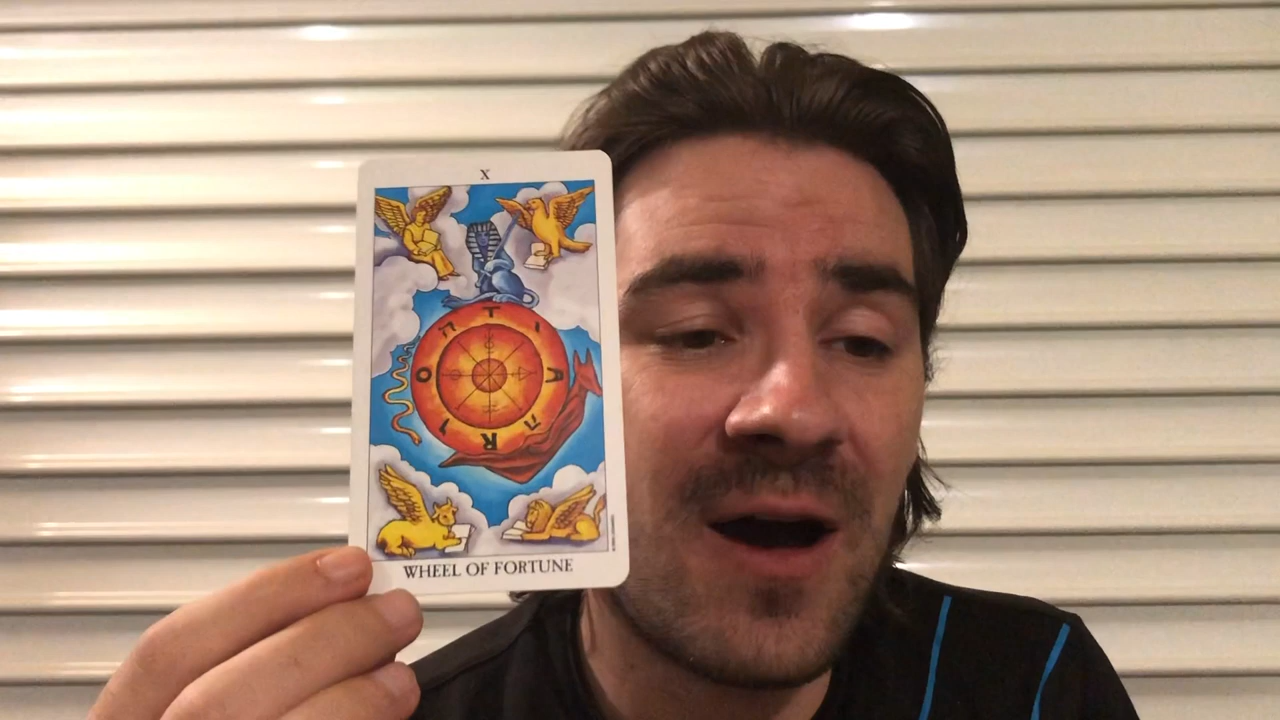 X
ה T י
O A
ו R ה
WHEEL OF FORTUNE